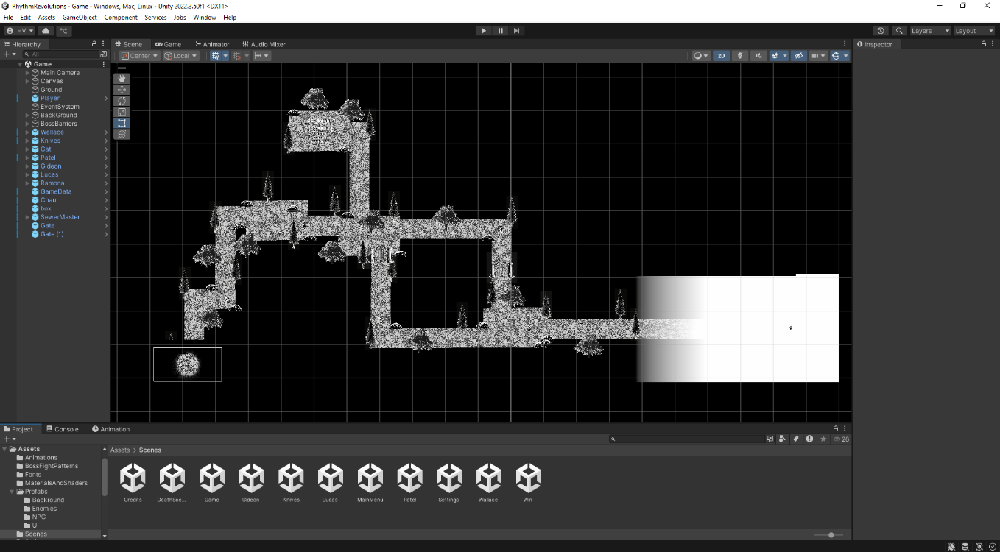 RhythmRevolutions - Game - Windows, Mac, Linux - Unity 2022.3.50f1 <DX11>
File Edit Assets GameObject Component Services Jobs Window Help
HV Layers Layout
Hierarchy
All
Game
Main Camera
Canvas
Ground
Player
EventSystem
BackGround
BossBarriers
Wallace
Knives
Cat
Patel
Gideon
Lucas
Ramona
GameData
Chau
box
SewerMaster
Gate
Gate (1)
Scene Game Animator Audio Mixer
Center Local 2D
Inspector
Project Console Animation
26
Assets
Animations
BossFightPatterns
Fonts
MaterialsAndShaders
Prefabs
Backround
Enemies
NPC
UI
Scenes
Assets > Scenes
Credits DeathSce... Game Gideon Knives Lucas MainMenu Patel Settings Wallace Win